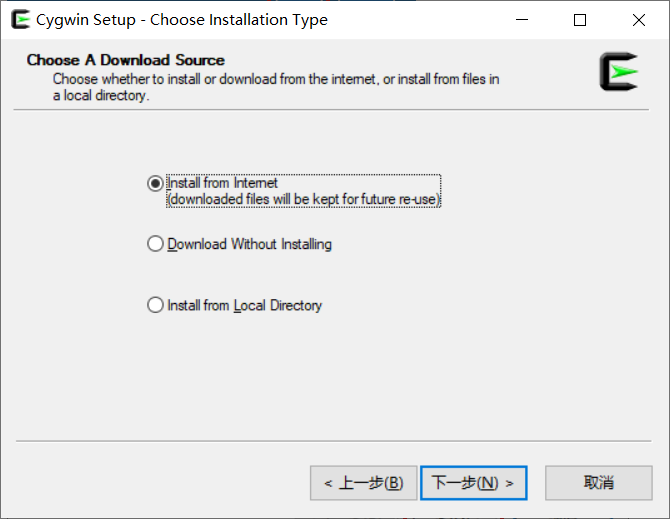 Cygwin Setup - Choose Installation Type
Choose A Download Source
Choose whether to install or download from the internet, or install from files in
a local directory.
Install from Internet
(downloaded files will be kept for future re-use)
Download Without Installing
Install from Local Directory
< 上一步(B)
下一步(N) >
取消